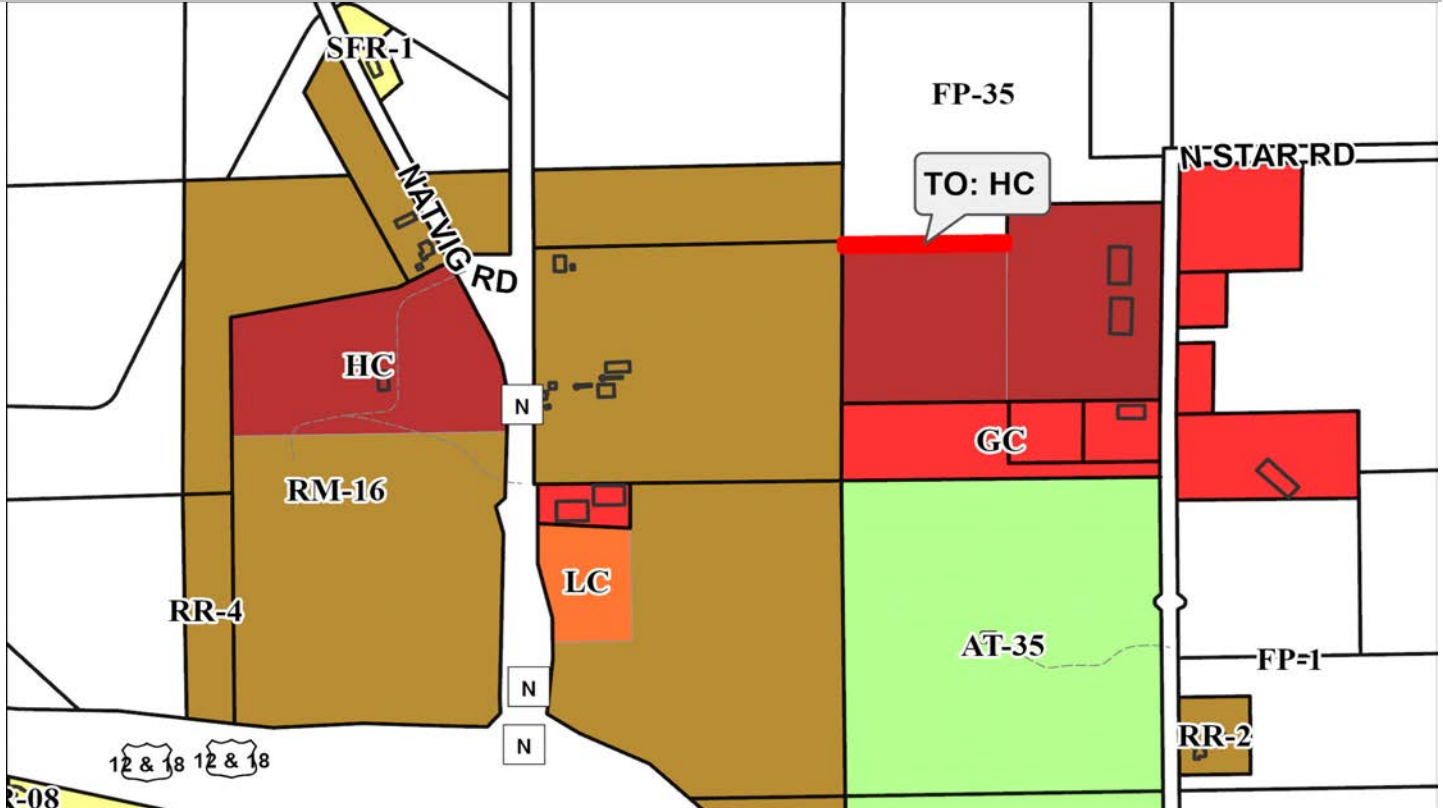 SFR-1
FP-35
N STAR RD
TO: HC
NATVIG RD
HC
N
GC
RM-16
LC
RR-4
AT-35
FP-1
N
RR-2
N
12 & 18
12 & 18
R-08